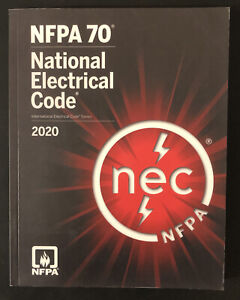 NFPA 70®
National
Electrical
Code®
International Electrical Code® Series
2020
nec
®
NFPA
NFPA